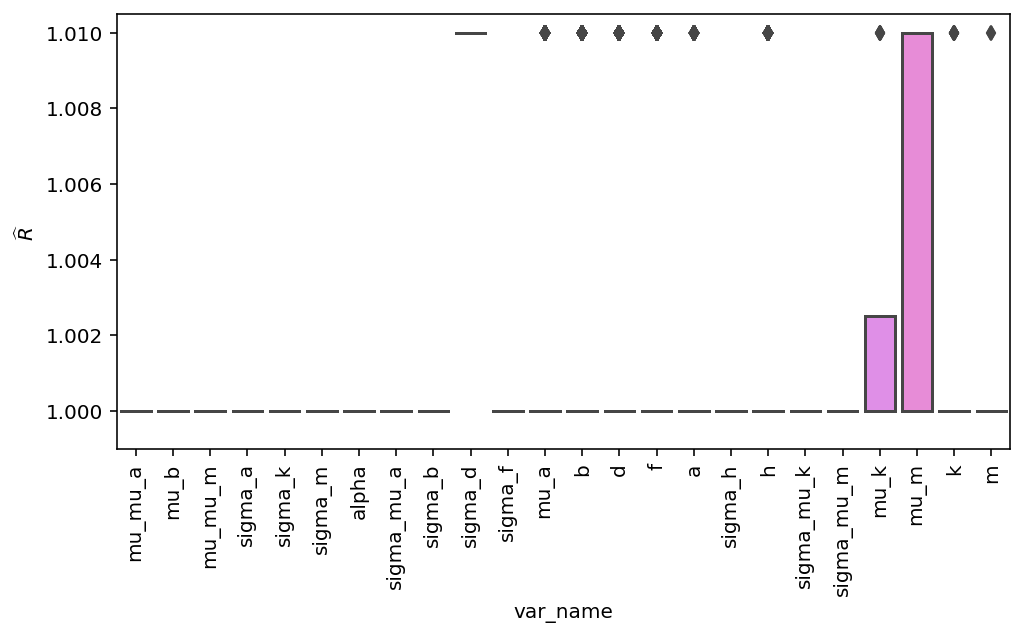 1.010
1.008
1.006
1.004
1.002
1.000
R̂
mu_mu_a
mu_b
mu_mu_m
sigma_a
sigma_k
sigma_m
alpha
sigma_mu_a
sigma_b
sigma_d
sigma_f
mu_a
b
d
f
a
sigma_h
h
sigma_mu_k
sigma_mu_m
mu_k
mu_m
k
m
var_name